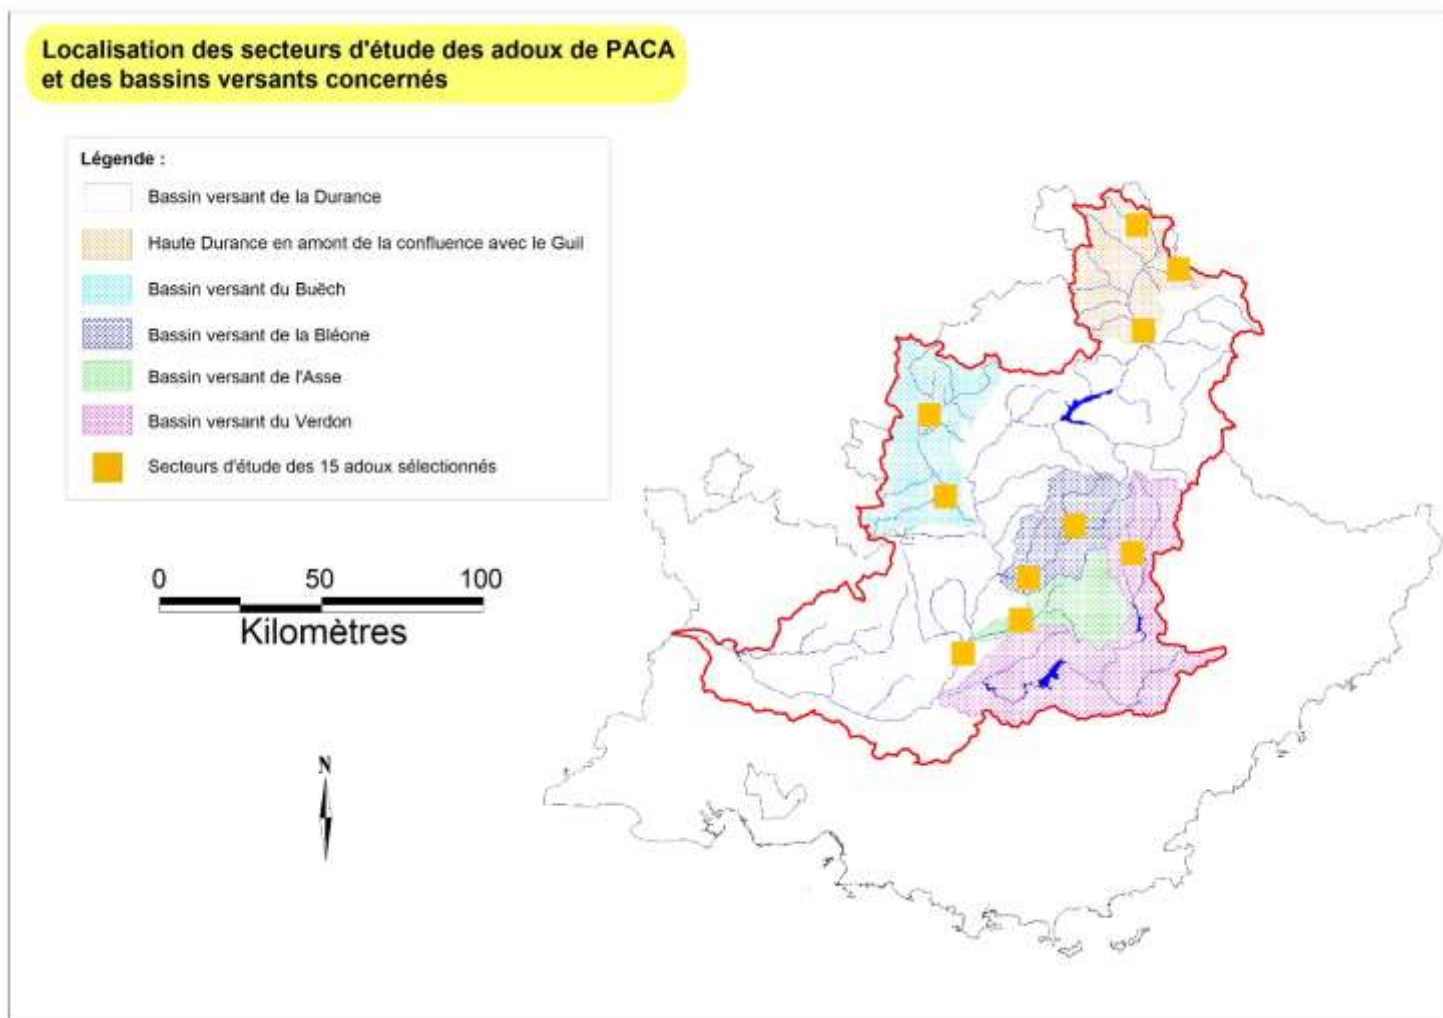 Localisation des secteurs d'étude des adoux de PACA
et des bassins versants concernés
Légende :
Bassin versant de la Durance
Haute Durance en amont de la confluence avec le Guil
Bassin versant du Buëch
Bassin versant de la Bléone
Bassin versant de l'Asse
Bassin versant du Verdon
Secteurs d'étude des 15 adoux sélectionnés
0 50 100
Kilomètres
N